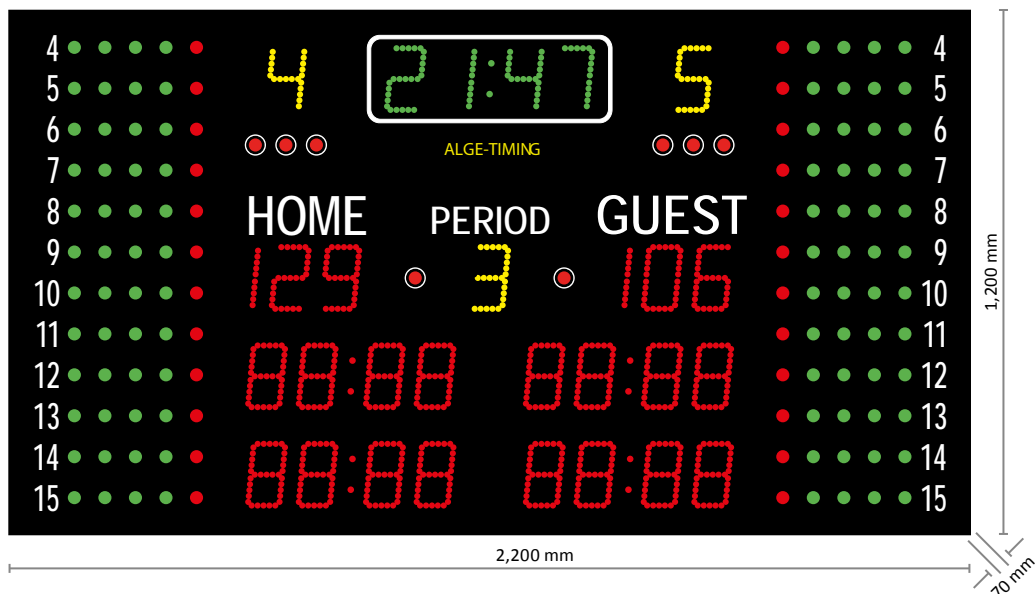 4 4 21:47 5 4
5 5
6 6
ALGE-TIMING
7 7
8 HOME PERIOD GUEST 8
9 9
129 3 106
10 10
11 11
12 88:88 88:88 12
13 13
14 14
88:88 88:88
15 15
1,200 mm
2,200 mm
70 mm